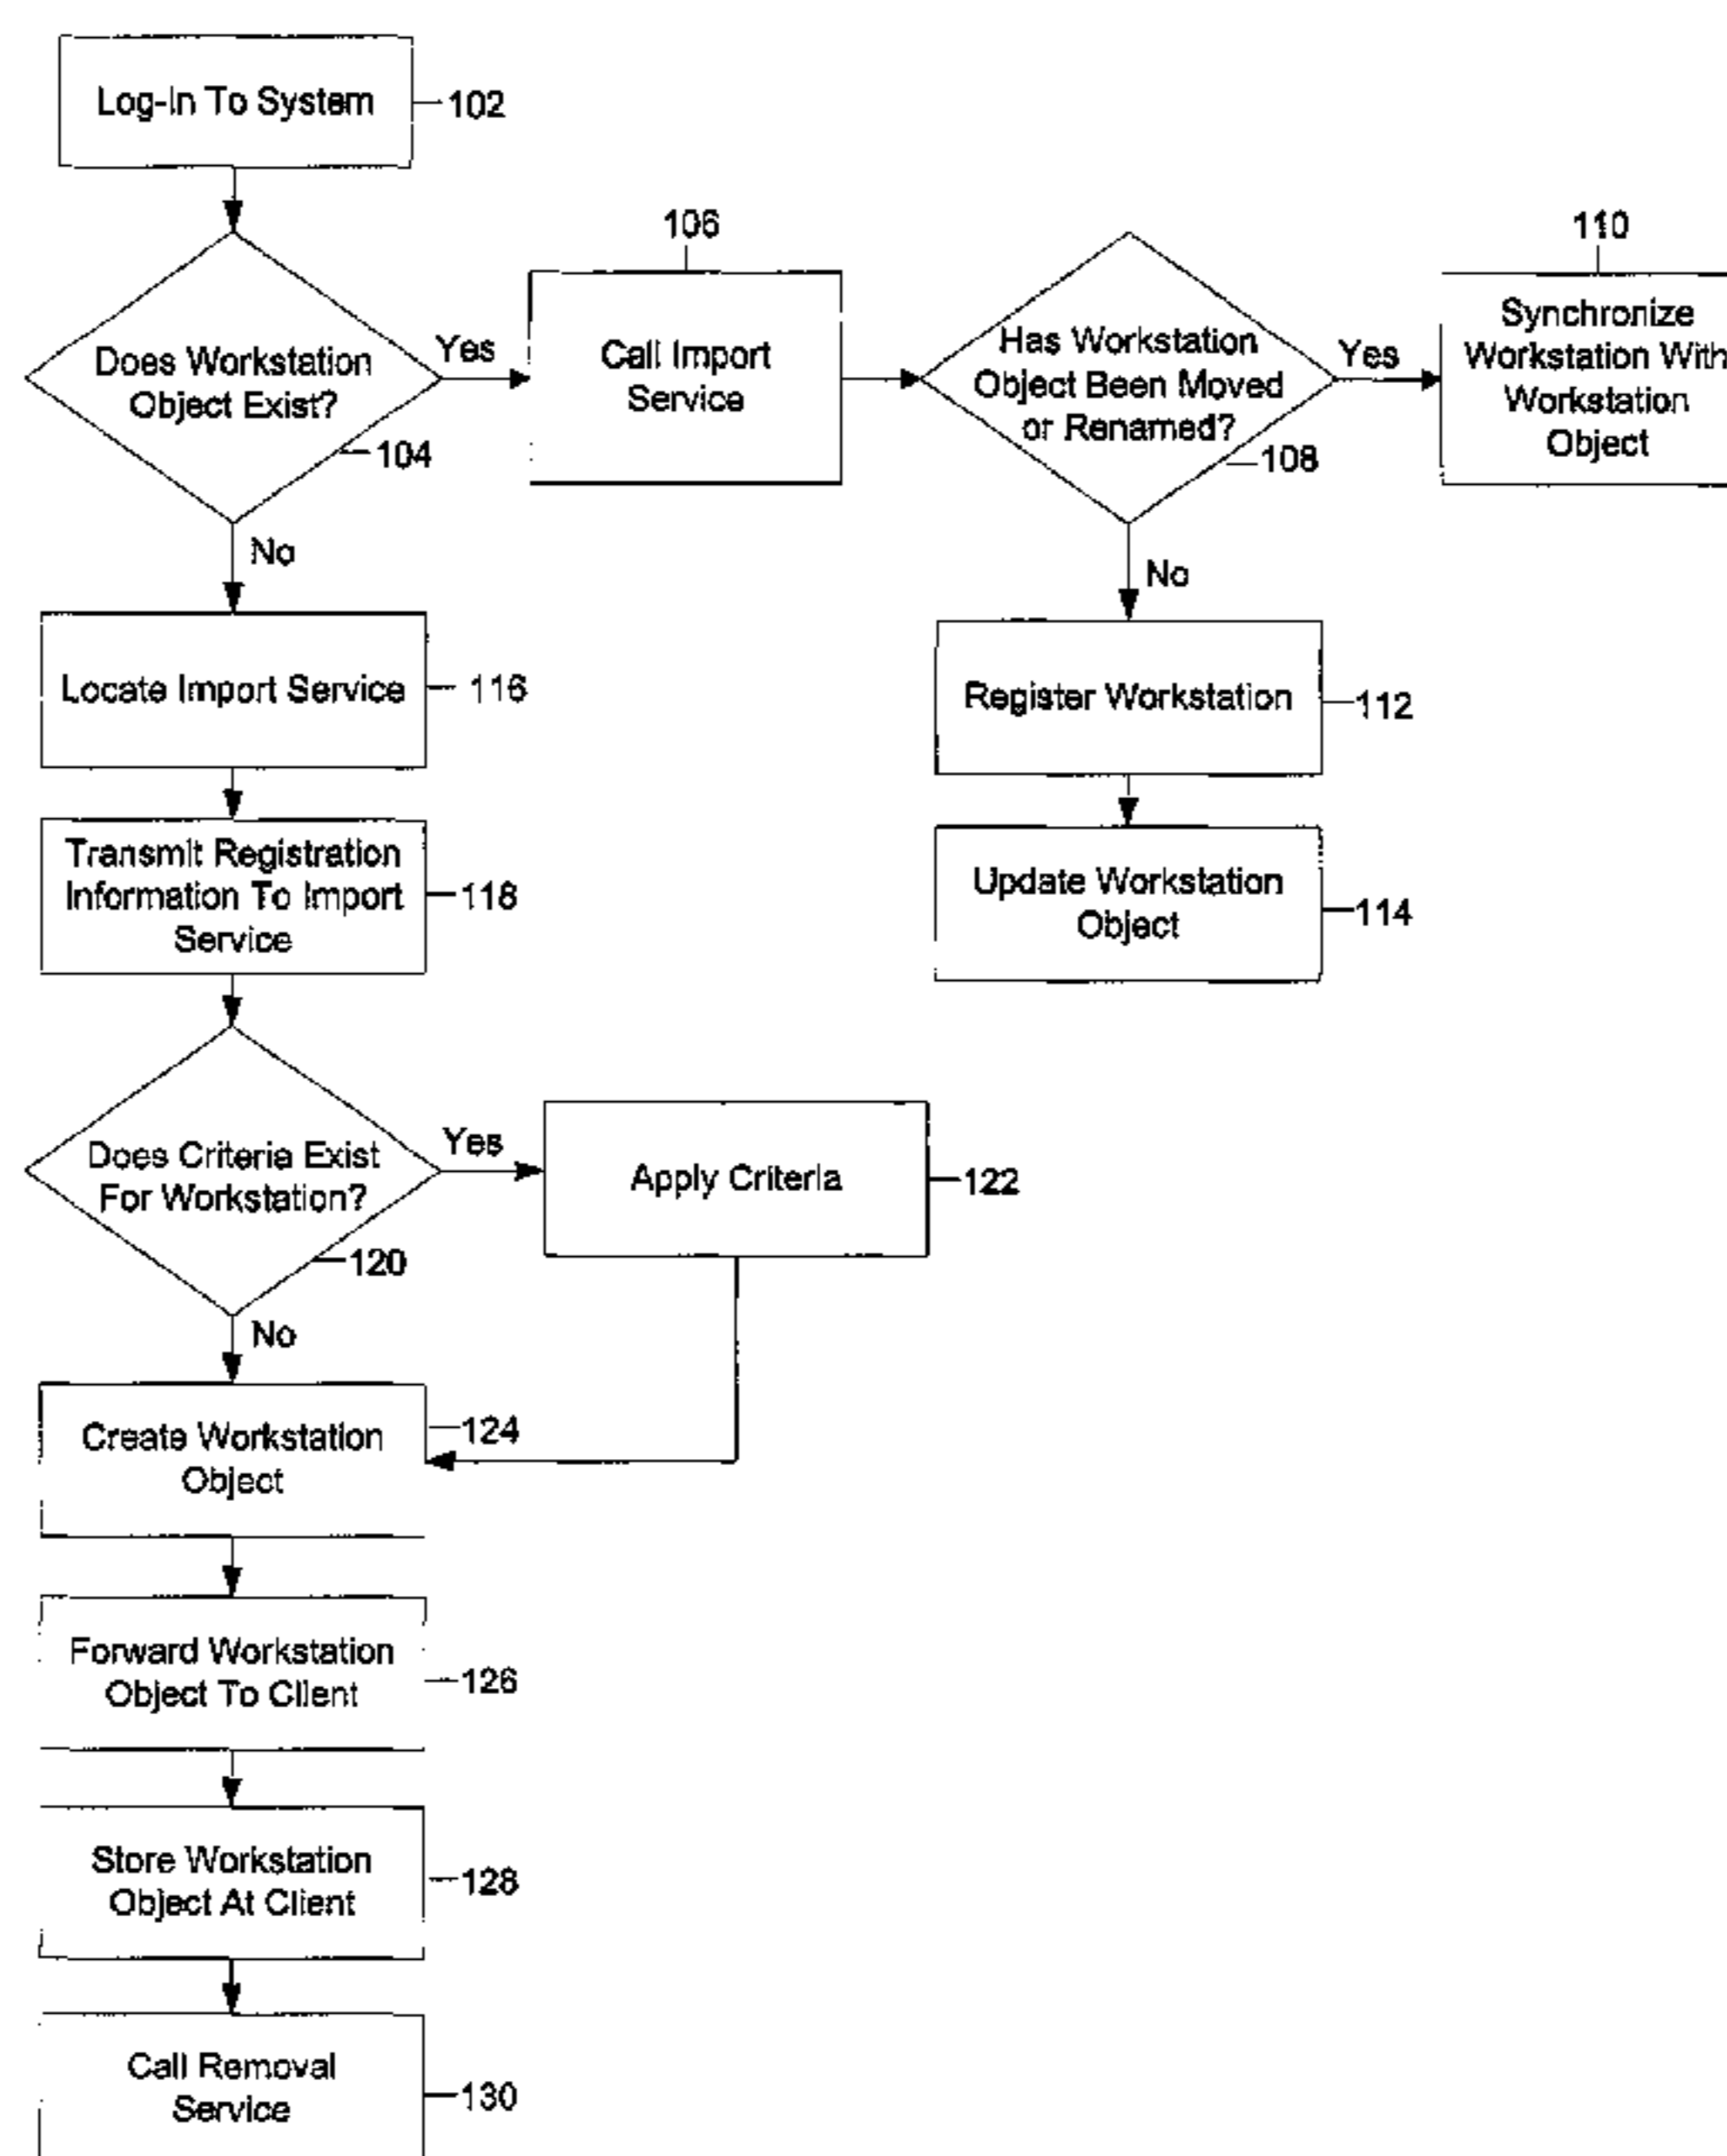 Log-In To System
102
106
110
Does Workstation
Object Exist?
104
Yes
Call Import
Service
Has Workstation
Object Been Moved
or Renamed?
108
Yes
Synchronize
Workstation With
Workstation
Object
No
No
Locate Import Service
116
Register Workstation
112
Transmit Registration
Information To Import
Service
118
Update Workstation
Object
114
Does Criteria Exist
For Workstation?
120
Yes
Apply Criteria
122
No
Create Workstation
Object
124
Forward Workstation
Object To Client
126
Store Workstation
Object At Client
128
Call Removal
Service
130